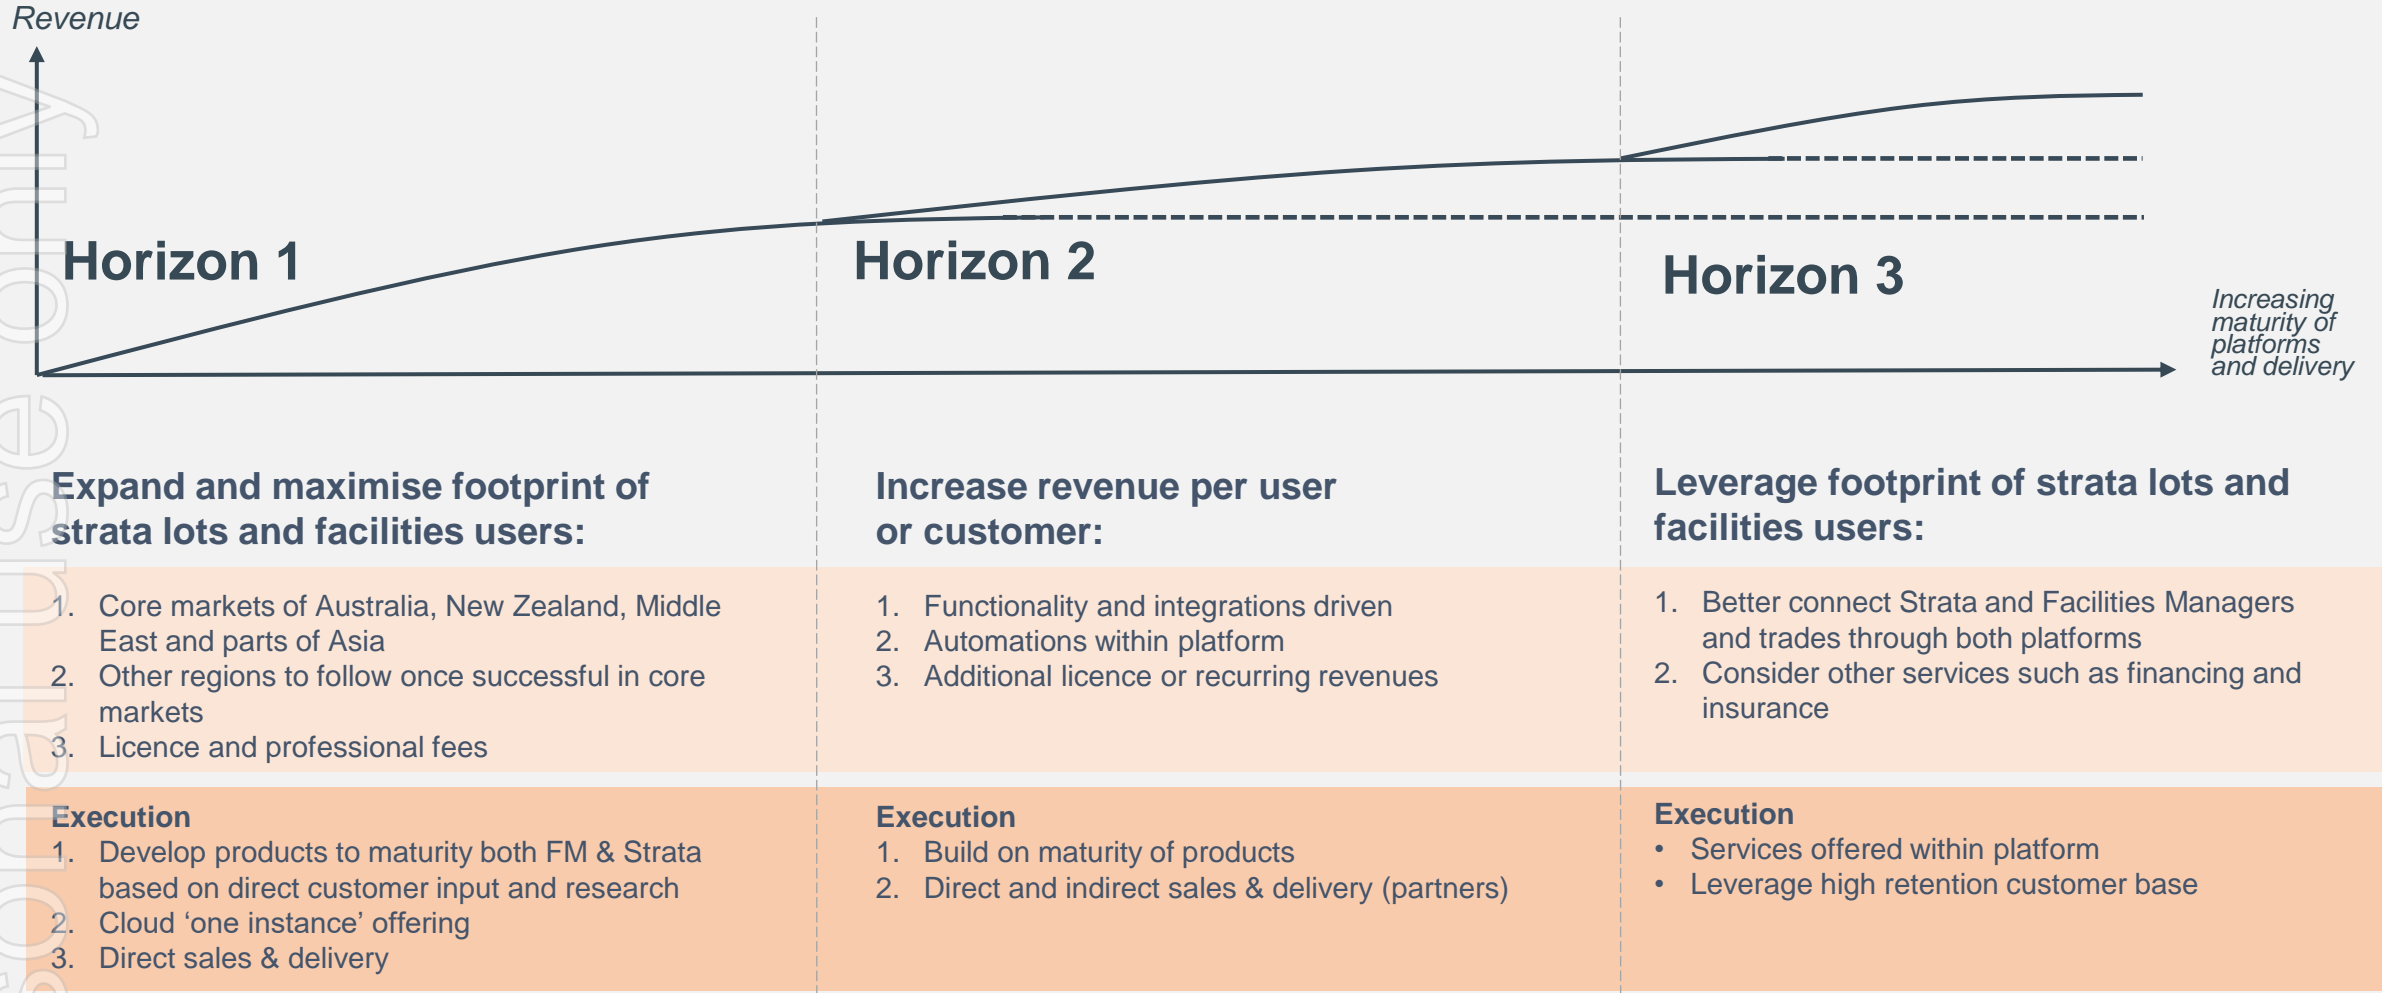 Revenue
Horizon 1
Horizon 2
Horizon 3
Increasing
maturity of
platforms
and delivery
Expand and maximise footprint of
strata lots and facilities users:
1. Core markets of Australia, New Zealand, Middle
East and parts of Asia
2. Other regions to follow once successful in core
markets
3. Licence and professional fees
Execution
1. Develop products to maturity both FM & Strata
based on direct customer input and research
2. Cloud ‘one instance’ offering
3. Direct sales & delivery
Increase revenue per user
or customer:
1. Functionality and integrations driven
2. Automations within platform
3. Additional licence or recurring revenues
Execution
1. Build on maturity of products
2. Direct and indirect sales & delivery (partners)
Leverage footprint of strata lots and
facilities users:
1. Better connect Strata and Facilities Managers
and trades through both platforms
2. Consider other services such as financing and
insurance
Execution
• Services offered within platform
• Leverage high retention customer base
use only